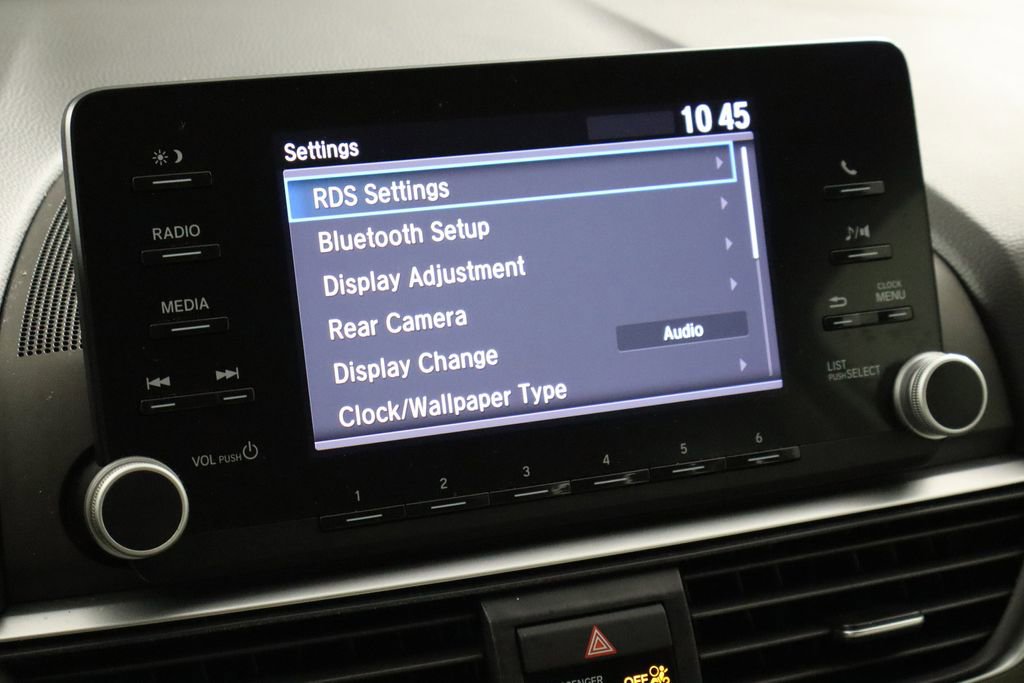 10 45
Settings
RDS Settings
Bluetooth Setup
Display Adjustment
Rear Camera
Display Change
Audio
Clock/Wallpaper Type
RADIO
MEDIA
VOL PUSH
1 2 3 4 5 6
CLOCK
MENU
LIST
PUSH SELECT
OFF